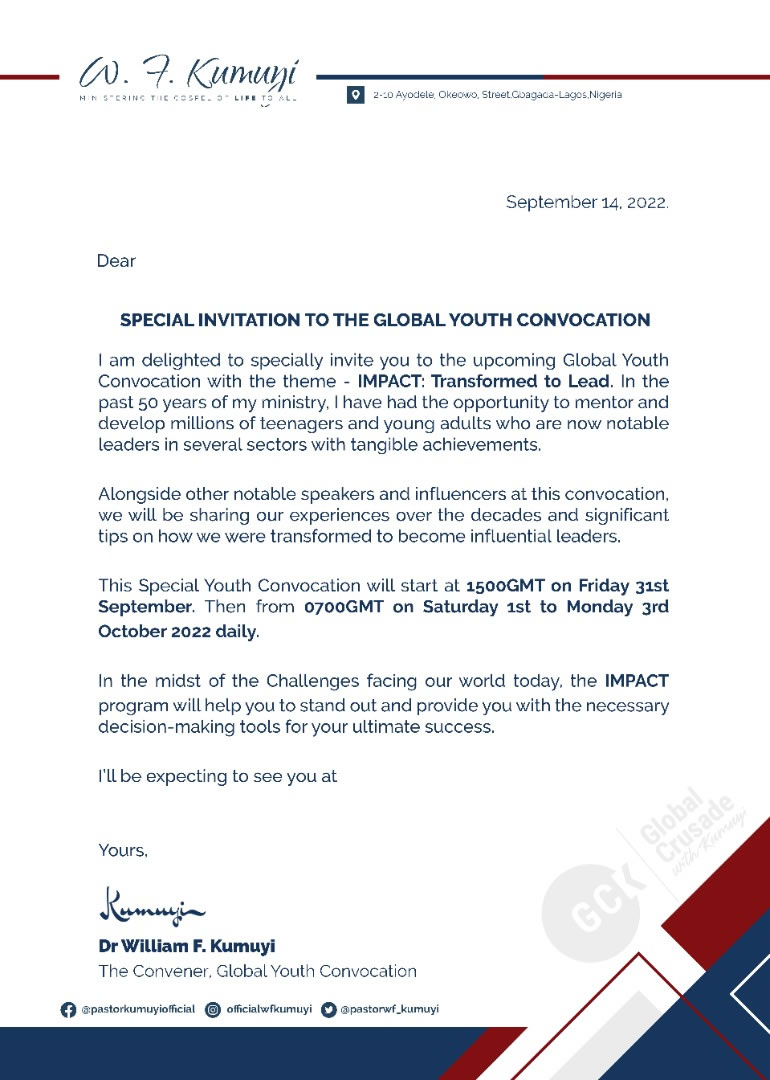 W. F. Kumuyi
MINISTERING THE GOSPEL OF LIFE TO ALL
2-10 Ayodele, Okeowo, Street,Gbagada-Lagos,Nigeria
September 14, 2022.
Dear
SPECIAL INVITATION TO THE GLOBAL YOUTH CONVOCATION
I am delighted to specially invite you to the upcoming Global Youth
Convocation with the theme - IMPACT: Transformed to Lead. In the
past 50 years of my ministry, I have had the opportunity to mentor and
develop millions of teenagers and young adults who are now notable
leaders in several sectors with tangible achievements.
Alongside other notable speakers and influencers at this convocation,
we will be sharing our experiences over the decades and significant
tips on how we were transformed to become influential leaders.
This Special Youth Convocation will start at 1500GMT on Friday 31st
September. Then from 0700GMT on Saturday 1st to Monday 3rd
October 2022 daily.
In the midst of the Challenges facing our world today, the IMPACT
program will help you to stand out and provide you with the necessary
decision-making tools for your ultimate success.
I'll be expecting to see you at
Yours,
Kumuyi
Dr William F. Kumuyi
The Convener, Global Youth Convocation
@pastorkumuyiofficial officialwfkumuyi @pastorwf_kumuyi
GCK
Global
Crusade
with Kumuyi